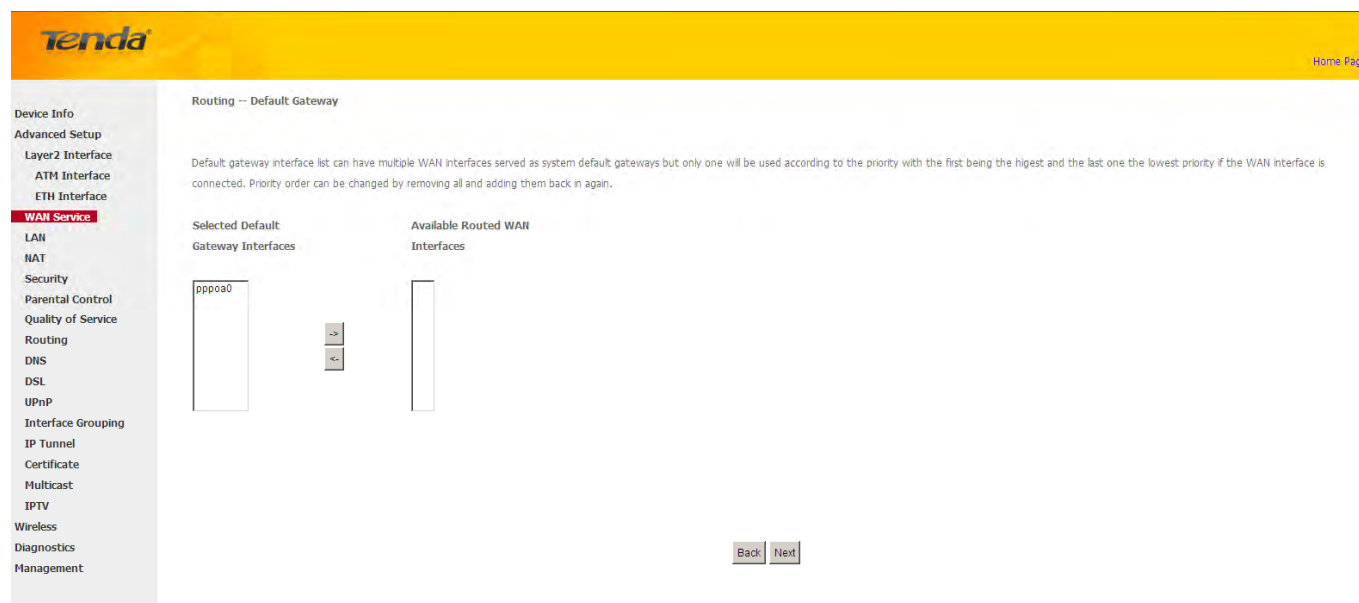 Tenda
Home Pag
Device Info
Advanced Setup
Layer2 Interface
ATM Interface
ETH Interface
WAN Service
LAN
NAT
Security
Parental Control
Quality of Service
Routing
DNS
DSL
UPnP
Interface Grouping
IP Tunnel
Certificate
Multicast
IPTV
Wireless
Diagnostics
Management
Routing -- Default Gateway
Default gateway interface list can have multiple WAN interfaces served as system default gateways but only one will be used according to the priority with the first being the higest and the last one the lowest priority if the WAN interface is
connected. Priority order can be changed by removing all and adding them back in again.
Selected Default
Gateway Interfaces
Available Routed WAN
Interfaces
pppoa0
->
<-
Back Next